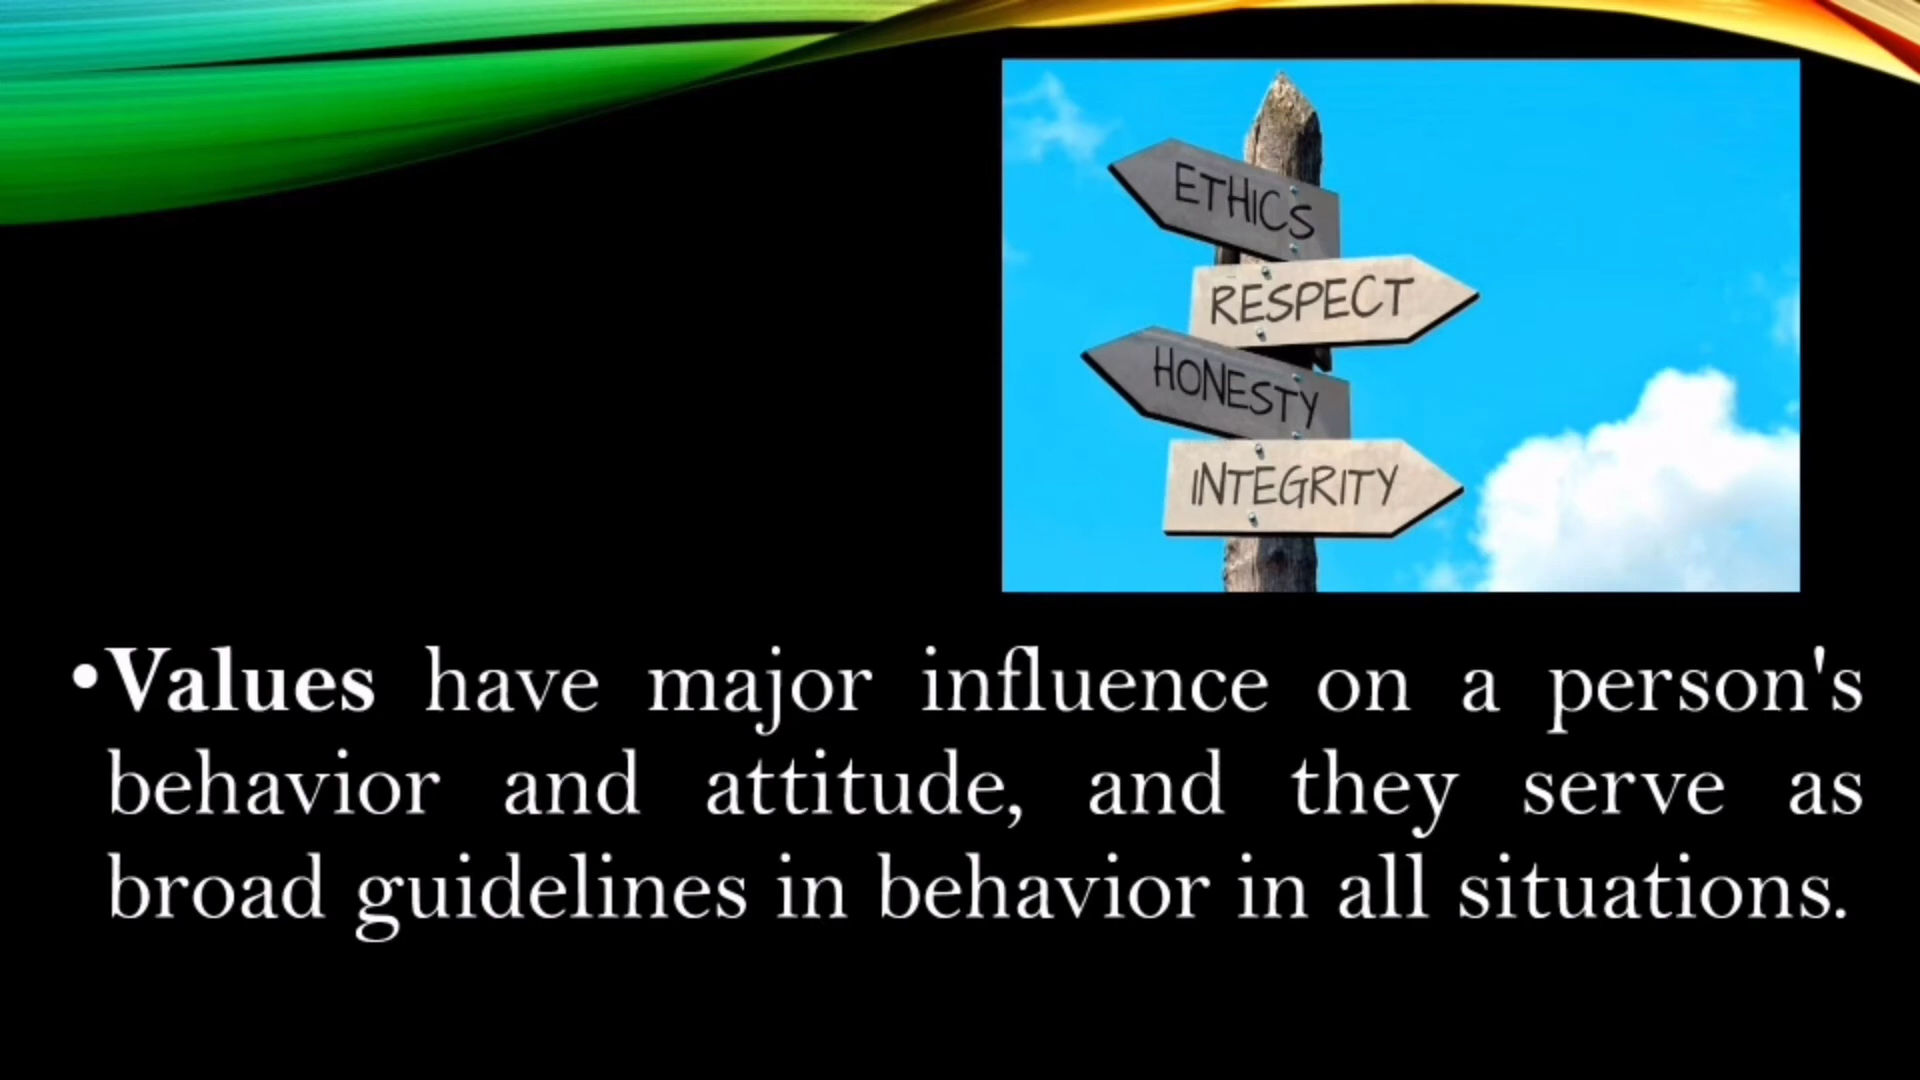 ETHICS
RESPECT
HONESTY
INTEGRITY
•Values have major influence on a person's
behavior and attitude, and they serve as
broad guidelines in behavior in all situations.